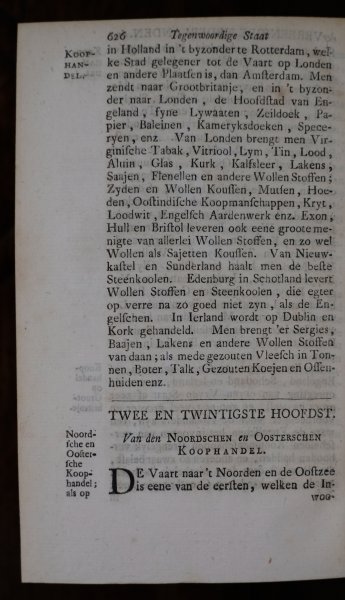 626 Tegenwoordige Staat
KOOP-
HAN-
DEL.
in Holland in 't byzonder te Rotterdam, wel-
ke Stad gelegener tot de Vaart op Londen
en andere Plaatsen is, dan Amsterdam. Men
zendt naar Grootbritanje, en in 't byzon-
der naar Londen, de Hoofdstad van En-
geland, fyne Lywaaten, Zeildoek, Pa-
pier, Baleinen, Kameryksdoeken, Spece-
ryen, enz. Van Londen brengt men Vir-
ginische Tabak, Vitriool, Lym, Tin, Lood,
Aluin, Glas, Kurk, Kalfsleer, Lakens,
Saajen, Flenellen en andere Wollen Stoffen;
Zyden en Wollen Koussen, Mutsen, Hoe-
den, Oostindische Koopmanschappen, Kryt,
Loodwit, Engelsch Aardenwerk enz. Exon,
Hull en Bristol leveren ook eene groote me-
nigte van allerlei Wollen Stoffen, en zo wel
Wollen als Sajetten Koussen. Van Nieuw-
kastel en Sunderland haalt men de beste
Steenkoolen. Edenburg in Schotland levert
Wollen Stoffen en Steenkoolen, die egter
op verre na zo goed niet zyn, als de En-
gelschen. In Ierland wordt op Dublin en
Kork gehandeld. Men brengt 'er Sergies,
Baajen, Lakens en andere Wollen Stoffen
van daan; als mede gezouten Vleesch in Ton-
nen, Boter, Talk, Gezouten Koejen en Ossen-
huiden enz.
TWEE EN TWINTIGSTE HOOFDST.
Van den NOORDSCHEN en OOSTERSCHEN
KOOPHANDEL.
Noord-
sche en
Ooster-
sche
Koop-
handel;
als op
DE Vaart naar 't Noorden en de Oostzee
is eene van de eersten, welken de In-
woo-